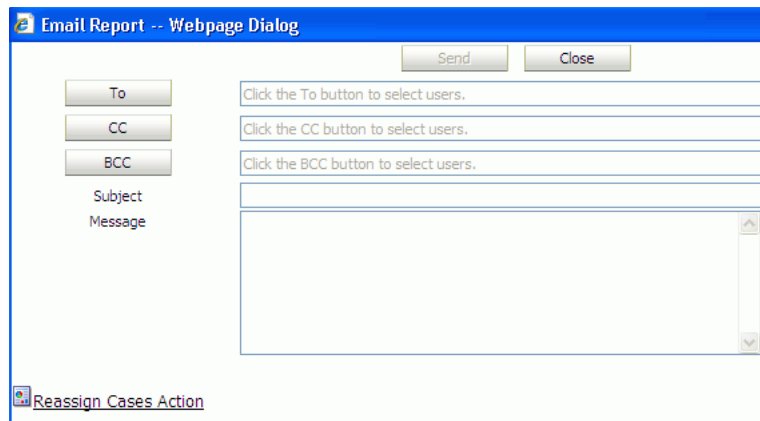 Email Report -- Webpage Dialog
Send Close
To Click the To button to select users.
CC Click the CC button to select users.
BCC Click the BCC button to select users.
Subject
Message
Reassign Cases Action